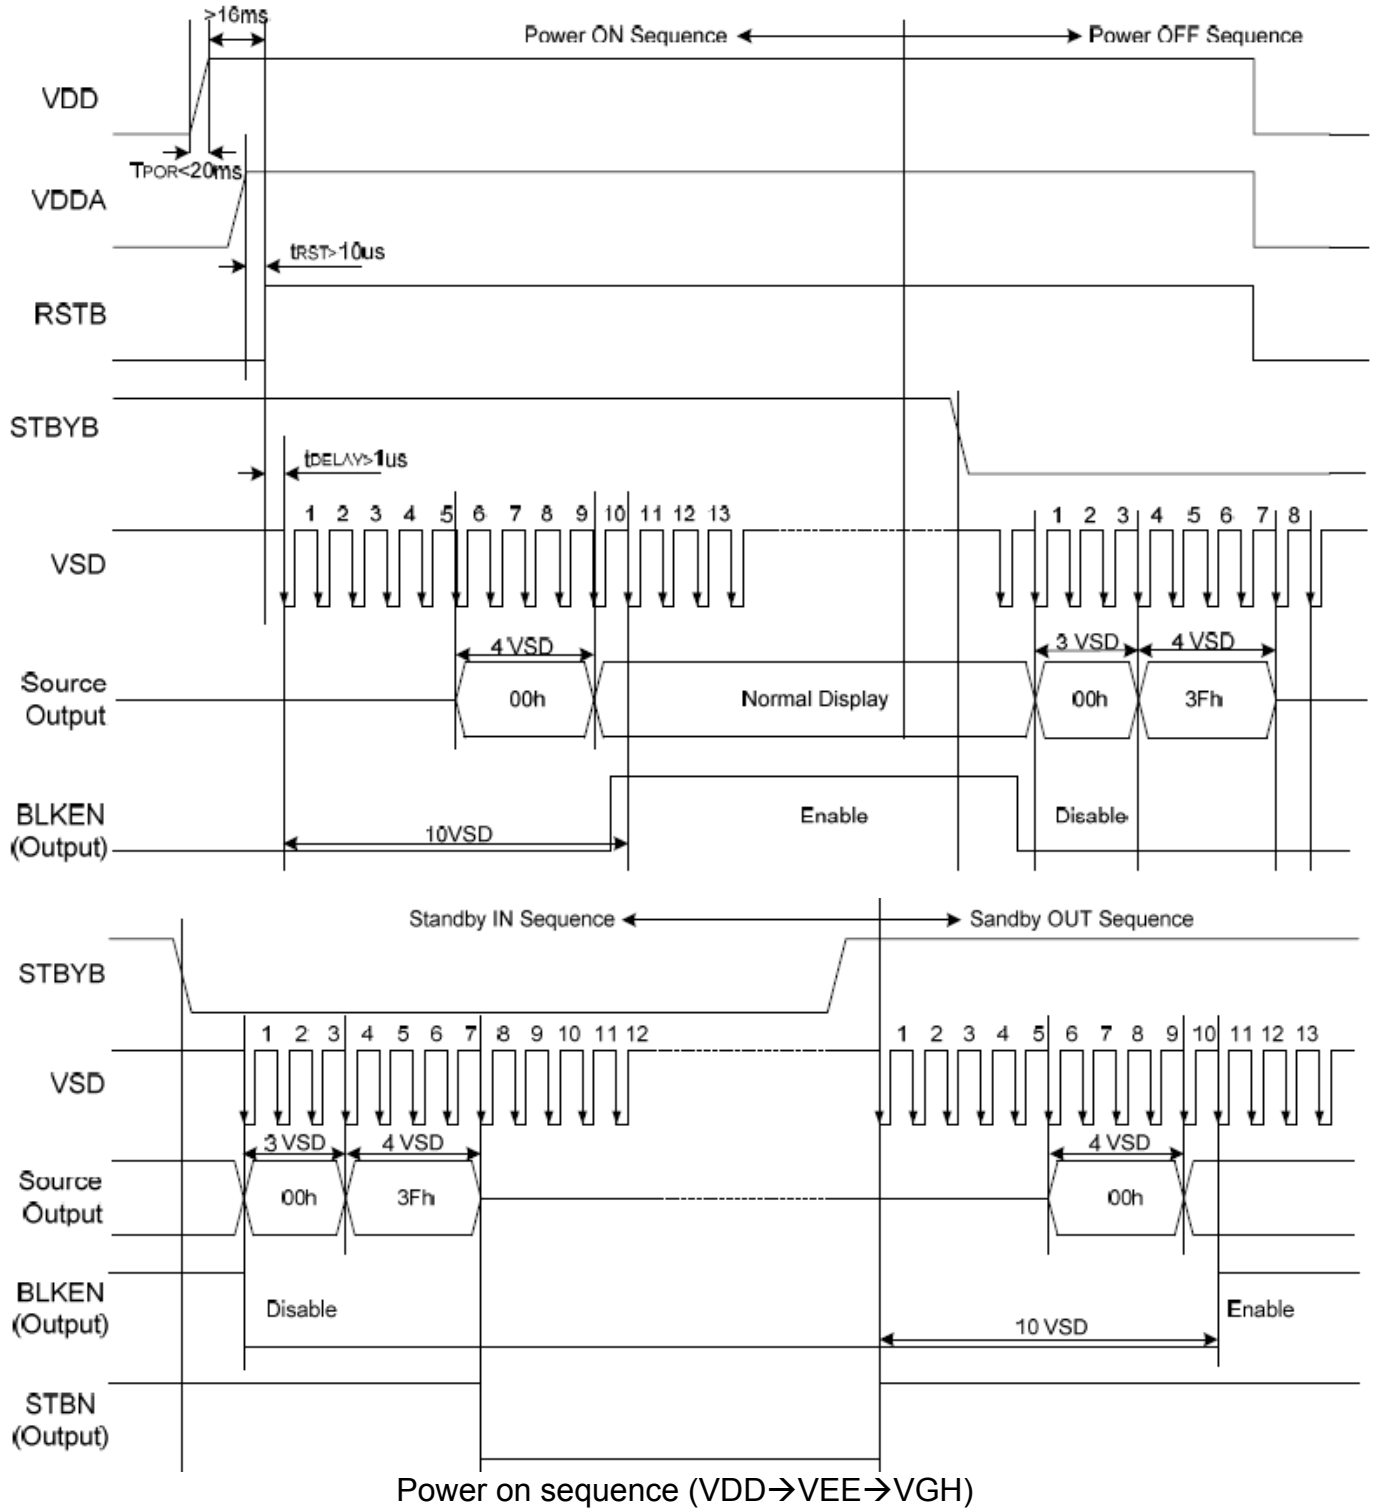 >16ms
Power ON Sequence
Power OFF Sequence
VDD
TPOR<20ms
VDDA
tRST>10us
RSTB
STBYB
tDELAY>1us
1 2 3 4 5 6 7 8 9 10 11 12 13
1 2 3 4 5 6 7 8
VSD
4 VSD
3 VSD
4 VSD
Source
Output
00h
Normal Display
00h
3Fh
BLKEN
(Output)
10VSD
Enable
Disable
Standby IN Sequence
Sandby OUT Sequence
STBYB
1 2 3 4 5 6 7 8 9 10 11 12
1 2 3 4 5 6 7 8 9 10 11 12 13
VSD
3 VSD
4 VSD
4 VSD
Source
Output
00h
3Fh
00h
BLKEN
(Output)
Disable
10 VSD
Enable
STBN
(Output)
Power on sequence (VDD→VEE→VGH)